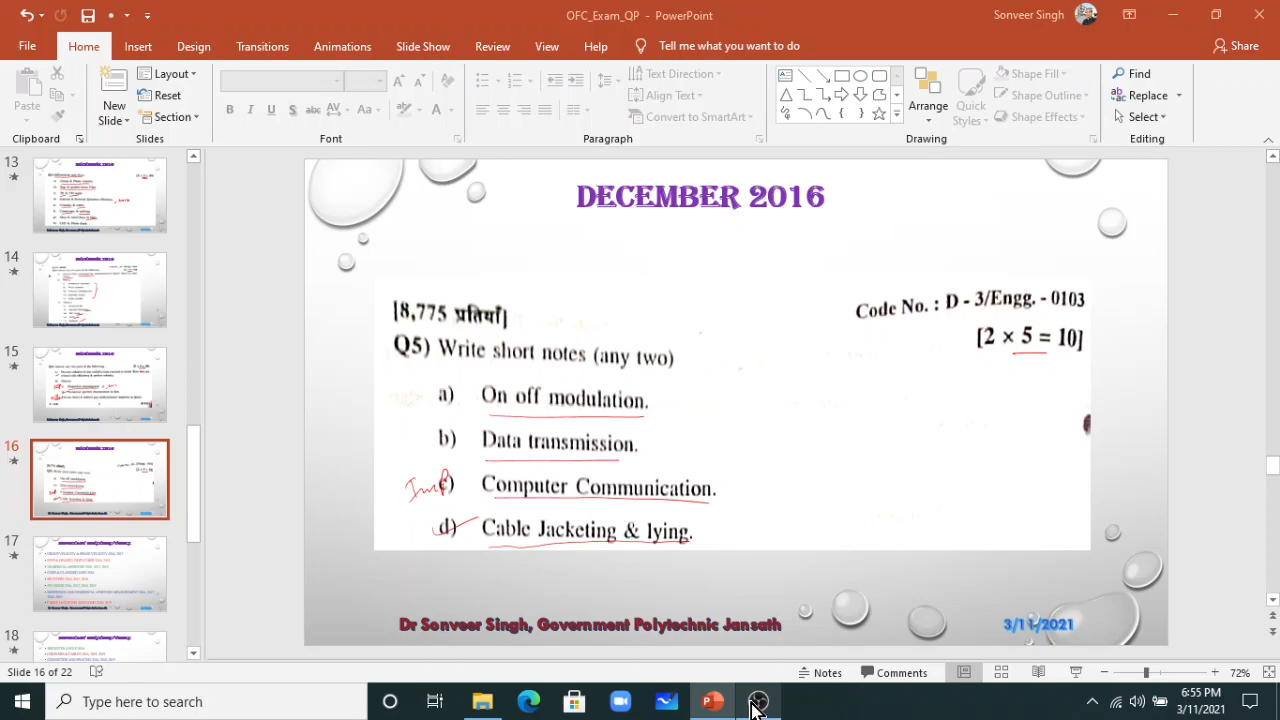 OFC_Exam_QP - PowerPoint
Sonveer Singh
File Home Insert Design Transitions Animations Slide Show Review View Help Tell me what you want to do Share
Paste
New Slide
Layout
Reset
Section
Text Direction
Align Text
Convert to SmartArt
Arrange
Quick Styles
Shape Fill
Shape Outline
Shape Effects
Find
Replace
Select
Clipboard Slides Font Paragraph Drawing Editing
13
14
15
16
18
DECEMBER 2016
[8,775 प्रतियां]
Code No. : D - 3/Engg. - 0103
Q5) Write short notes (any two)
[2 × 5 = 10]
a) On off modulation.
b) Data transmission.
c) Computer Communication.
d) Cable Jacketing & lying.
Dr Sonveer Singh, Government Polytechnic Jansath
3/11/2021
Slide 16 of 22
Notes
Comments
72%
Type here to search
6:55 PM
3/11/2021